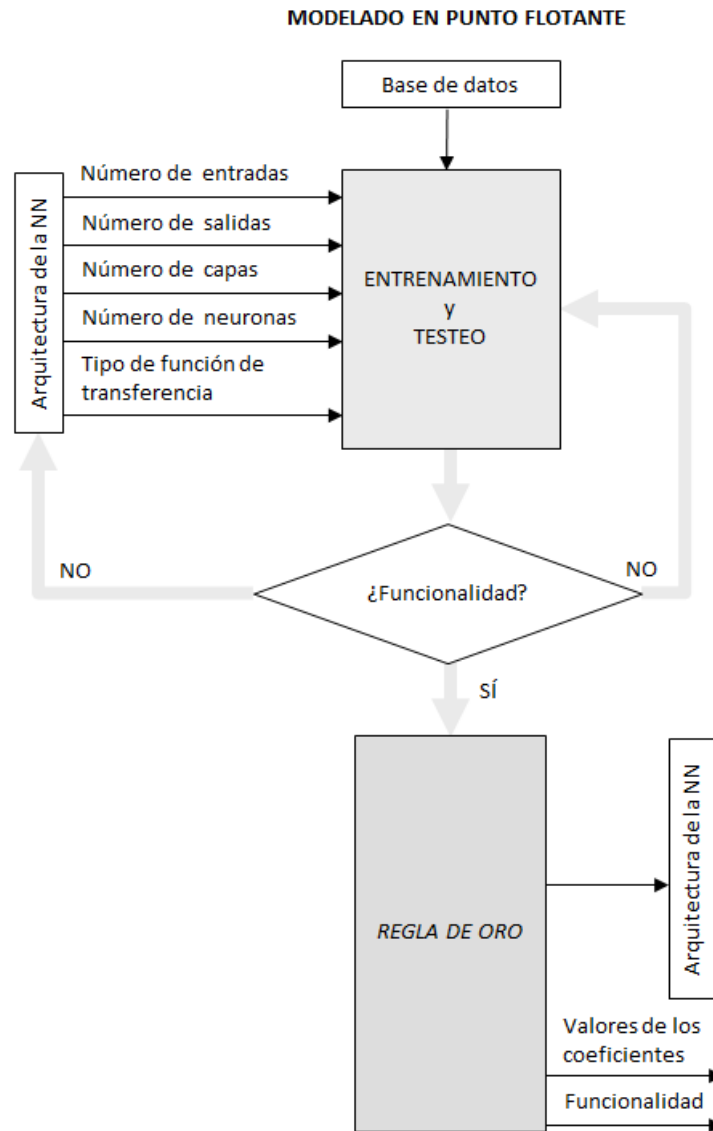 MODELADO EN PUNTO FLOTANTE
Base de datos
Arquitectura de la NN
Número de entradas
Número de salidas
Número de capas
Número de neuronas
Tipo de función de
transferencia
ENTRENAMIENTO
y
TESTEO
NO
¿Funcionalidad?
NO
SÍ
REGLA DE ORO
Arquitectura de la NN
Valores de los
coeficientes
Funcionalidad